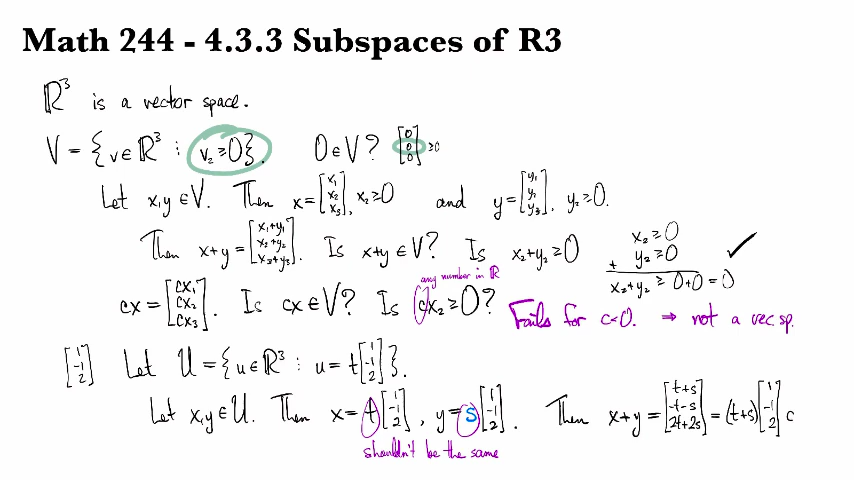 Math 244 - 4.3.3 Subspaces of R3
ℝ³ is a vector space.
V = {v∈ℝ³ : v₂≥0}. 0∈V? [0 0 0] ≥0
Let x,y ∈V. Then x = [x₁ x₂ x₃], x₂≥0 and y = [y₁ y₂ y₃], y₂≥0.
Then x+y = [x₁+y₁ x₂+y₂ x₃+y₃]. Is x+y ∈ V? Is x₂+y₂ ≥0
x₂≥0
+ y₂≥0
x₂+y₂ ≥ 0+0 = 0 ✓
any number in ℝ
cx = [cx₁ cx₂ cx₃]. Is cx∈V? Is cx₂≥0? Fails for c<0. ⇒ not a vec sp.
[1 -1 2] Let U = {u∈ℝ³ : u = t[1 -1 2]}.
Let x,y∈U. Then x = t[1 -1 2], y = s[1 -1 2]. Then x+y = [t+s -t-s 2t+2s] = (t+s)[1 -1 2] c
shouldn't be the same